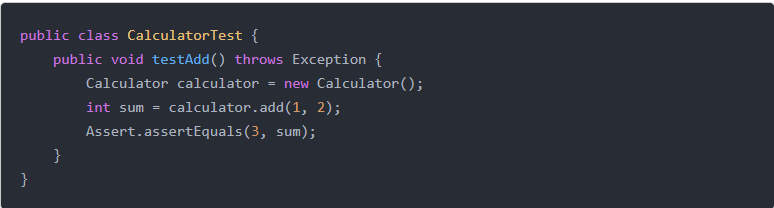 public class CalculatorTest {
    public void testAdd() throws Exception {
        Calculator calculator = new Calculator();
        int sum = calculator.add(1, 2);
        Assert.assertEquals(3, sum);
    }
}